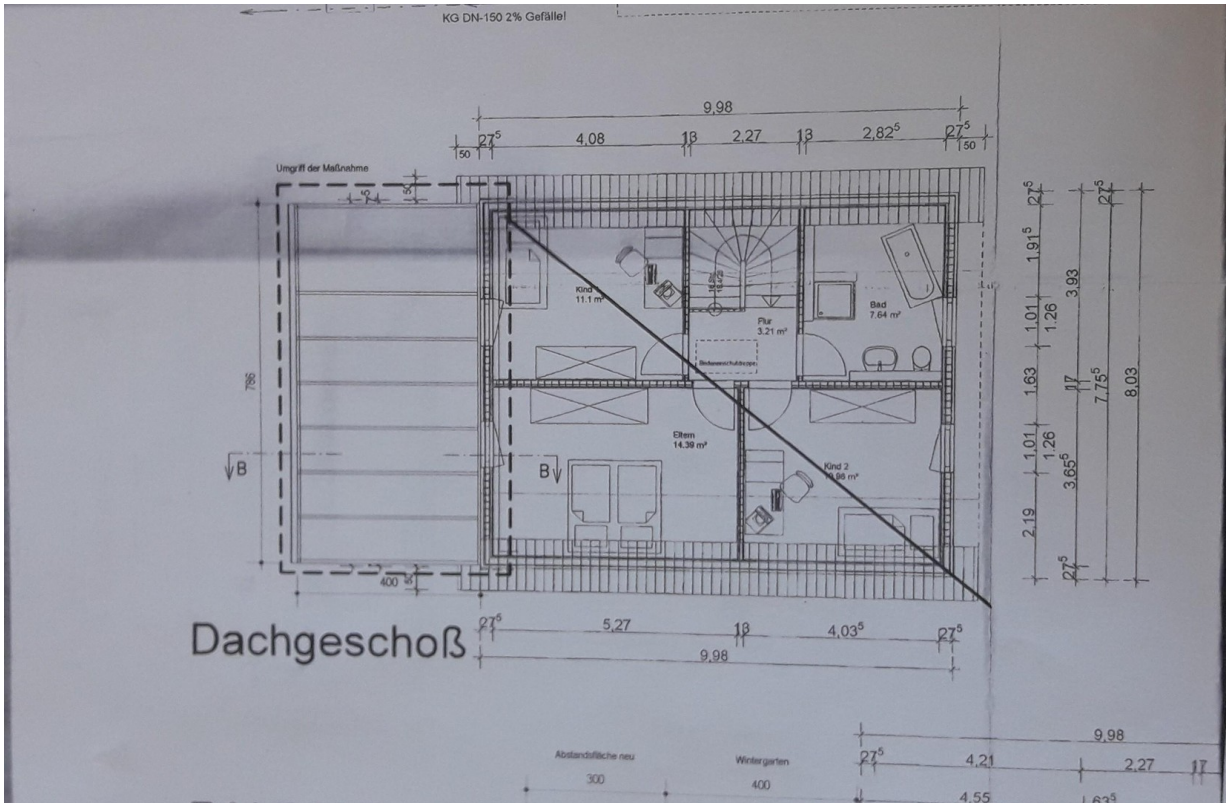 KG DN-150 2% Gefälle!
9,98
50 27⁵ 4,08 13 2,27 13 2,82⁵ 27⁵ 50
Umgriff der Maßnahme
27⁵ 1,91⁵ 1,01 1,63 1,01 2,19
1.26 1.26
3.93 17 3.65⁵ 27⁵
27⁵ 7,75⁵
8,03
Kind
11.1 m²
Flur
3.21 m²
Bad
7.64 m²
786
Eltern
14.39 m²
Kind 2
B B
400
27⁵ 5,27 13 4,03⁵ 27⁵
Dachgeschoß
9,98
9,98
Abstandsfläche neu
Wintergarten
27⁵ 4,21 2,27 17
300
400
4,55